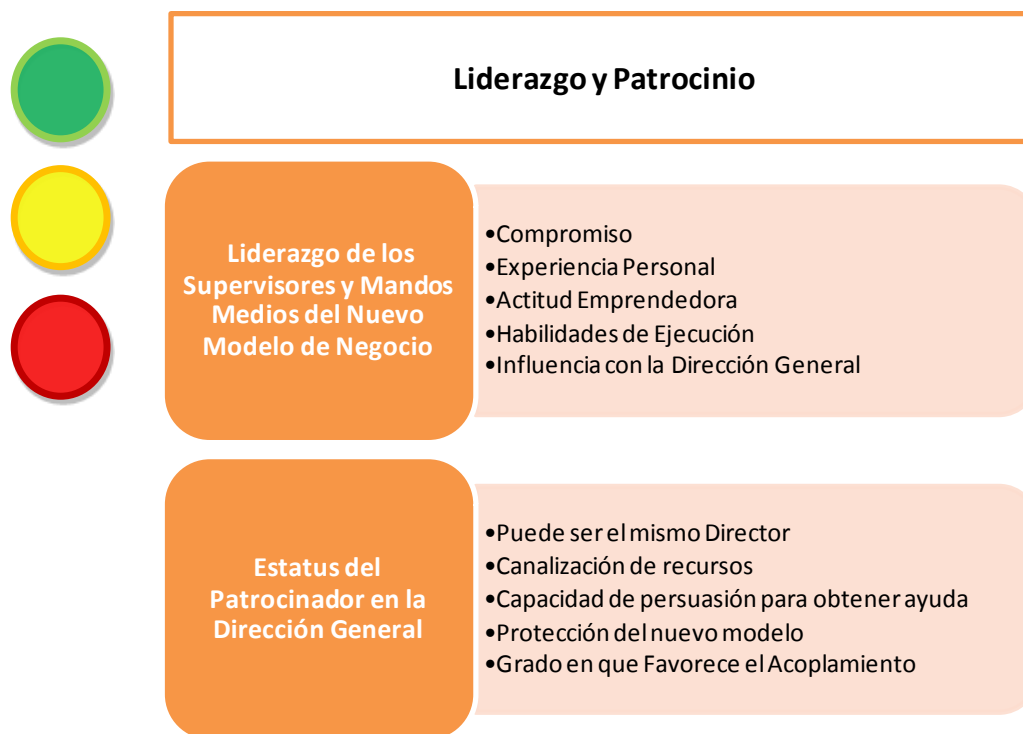 Liderazgo y Patrocinio
Liderazgo de los
Supervisores y Mandos
Medios del Nuevo
Modelo de Negocio
•Compromiso
•Experiencia Personal
•Actitud Emprendedora
•Habilidades de Ejecución
•Influencia con la Dirección General
Estatus del
Patrocinador en la
Dirección General
•Puede ser el mismo Director
•Canalización de recursos
•Capacidad de persuasión para obtener ayuda
•Protección del nuevo modelo
•Grado en que Favorece el Acoplamiento